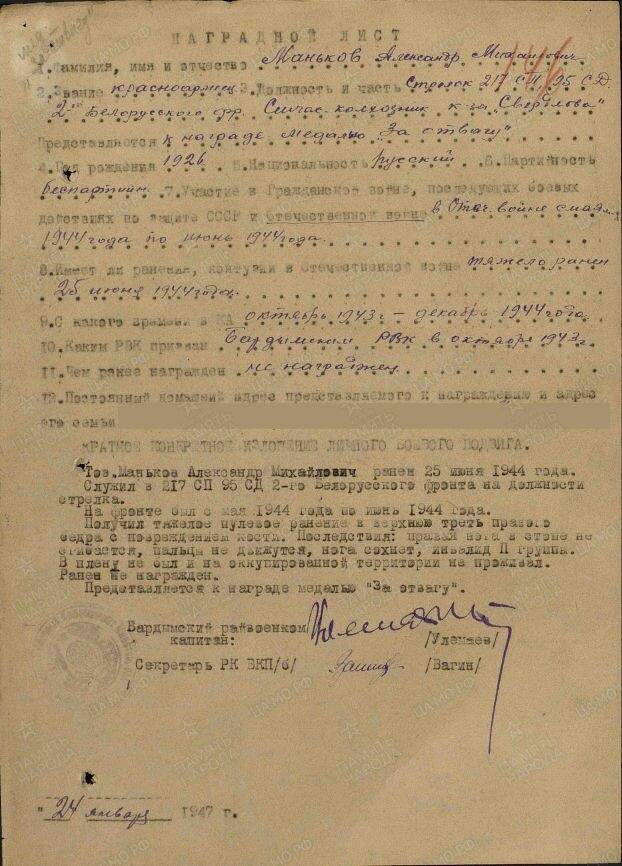 НАГРАДНОЙ ЛИСТ
1. Фамилия, имя и отчество Маньков Александр Михайлович
2. Звание красноармеец 3. Должность и часть Стрелок 217 СП 95 С.Д.
2го Белорусского фр. Сейчас колхозник к-за "Свердлова"
Представляется к награде медалью "За отвагу"
4. Год рождения 1926 5. Национальность Русский 6. Партийность
Беспартийн. 7. Участие в Гражданской войне, последующих боевых
действиях по защите СССР и Отечественной войне в Отеч. войне с мая м-ц
1944 года по июнь 1944 года.
8. Имеет ли ранения, контузии в Отечественной войне тяжело ранен
25 июня 1944 года.
9. С какого времени в КА октябрь 1943 г – декабрь 1944 года.
10. Каким РВК призван Бардымским РВК в октябре 1943 г.
11. Чем ранее награжден не награжден
12. Постоянный домашний адрес представляемого к награждению и адрес
его семьи
КРАТКОЕ КОНКРЕТНОЕ ИЗЛОЖЕНИЕ ЛИЧНОГО БОЕВОГО ПОДВИГА.
Тов. Маньков Александр Михайлович ранен 25 июня 1944 года.
Служил в 217 СП 95 СД 2-го Белорусского фронта на должности
стрелка.
На фронте был с мая 1944 года по июнь 1944 года.
Получил тяжелое пулевое ранение в верхнюю треть правого
бедра с повреждением кости. Последствия: правая нога в стопе не
сгибается, пальцы не движутся, нога сохнет, инвалид П группы.
В плену не был и на оккупированной территории не проживал.
Ранее не награжден.
Представляется к награде медалью "За отвагу".
Бардымский райвоенком
капитан: /Улемаев/
Секретарь РК ВКП/б/ /Вагин/
"24 января 1947 г.